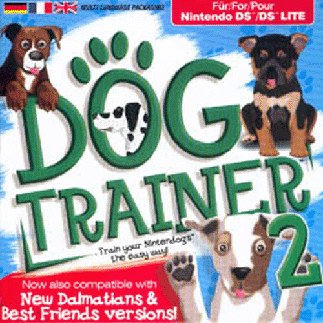 MULTI LANGUAGE PACKAGING
Für/For/Pour
Nintendo DS™/DS™ LITE
DOG
TRAINER
2
Train your Nintendogs™
the easy way!
Now also compatible with
New Dalmatians &
Best Friends versions!